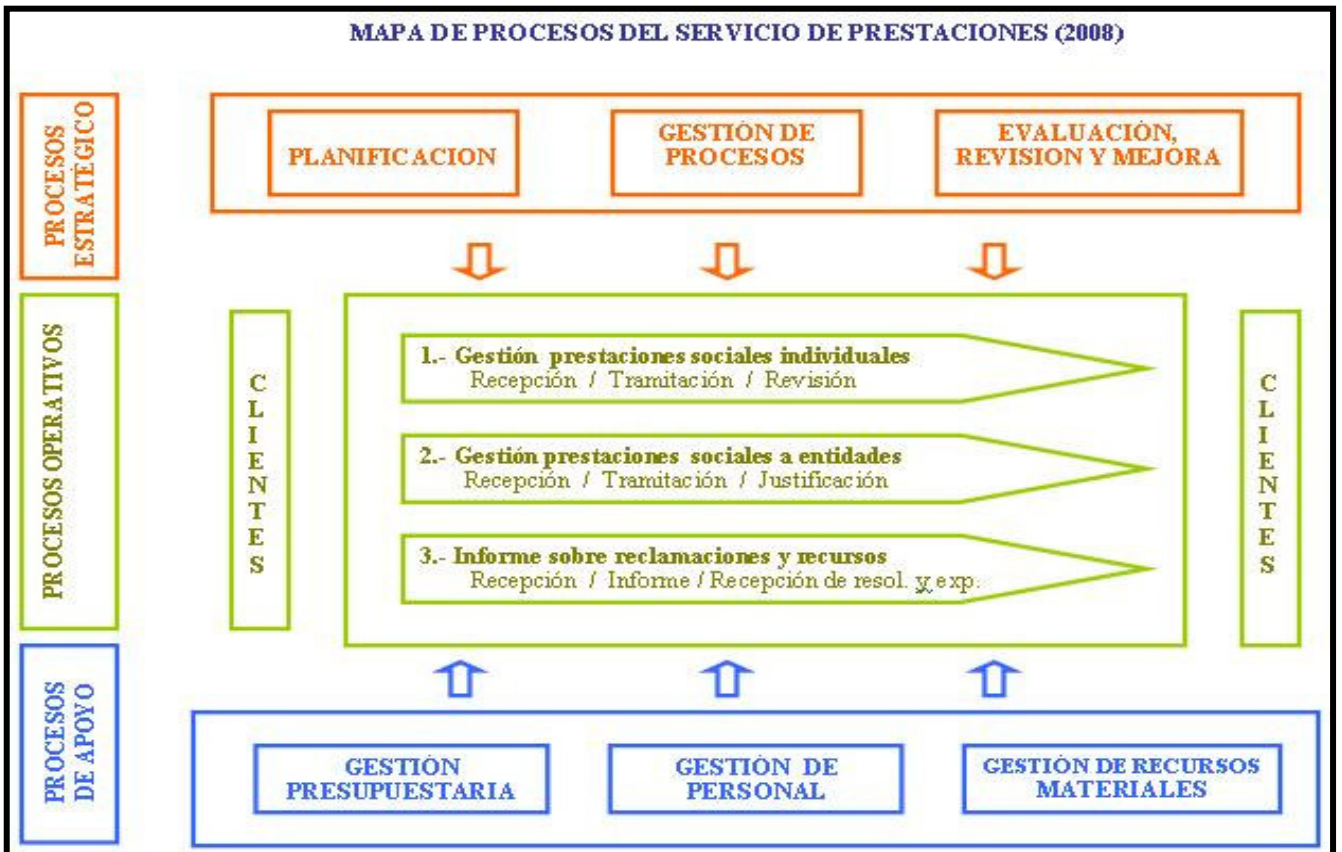 MAPA DE PROCESOS DEL SERVICIO DE PRESTACIONES (2008)
PROCESOS
ESTRATÉGICO
PLANIFICACION
GESTIÓN DE
PROCESOS
EVALUACIÓN,
REVISION Y MEJORA
PROCESOS OPERATIVOS
CLIENTES
1.- Gestión prestaciones sociales individuales
Recepción / Tramitación / Revisión
2.- Gestión prestaciones sociales a entidades
Recepción / Tramitación / Justificación
3.- Informe sobre reclamaciones y recursos
Recepción / Informe / Recepción de resol. y exp.
CLIENTES
PROCESOS
DE APOYO
GESTIÓN
PRESUPUESTARIA
GESTIÓN DE
PERSONAL
GESTIÓN DE RECURSOS
MATERIALES